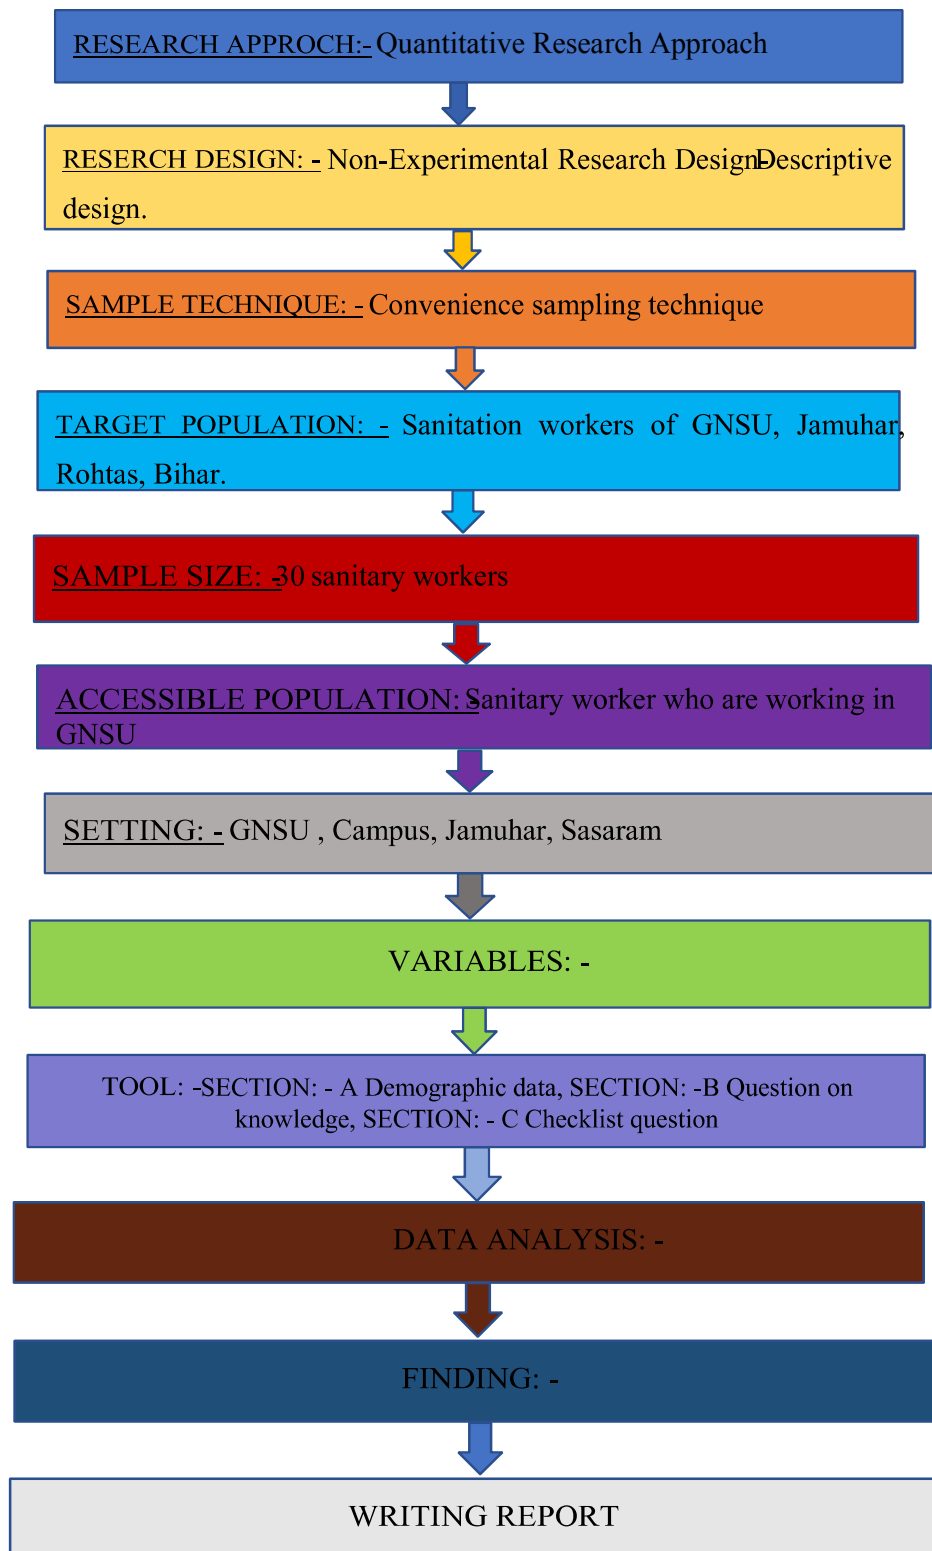 RESEARCH APPROCH:- Quantitative Research Approach
RESERCH DESIGN: - Non-Experimental Research Design-Descriptive
design.
SAMPLE TECHNIQUE: - Convenience sampling technique
TARGET POPULATION: - Sanitation workers of GNSU, Jamuhar,
Rohtas, Bihar.
SAMPLE SIZE: -30 sanitary workers
ACCESSIBLE POPULATION: -Sanitary worker who are working in
GNSU
SETTING: - GNSU , Campus, Jamuhar, Sasaram
VARIABLES: -
TOOL: -SECTION: - A Demographic data, SECTION: -B Question on
knowledge, SECTION: - C Checklist question
DATA ANALYSIS: -
FINDING: -
WRITING REPORT